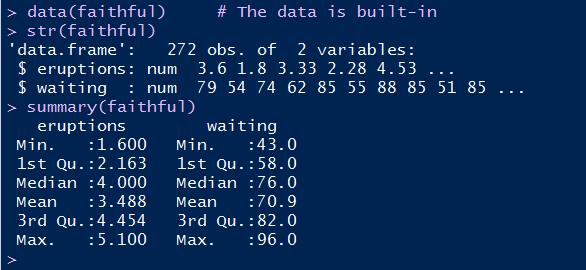 > data(faithful)     # The data is built-in
> str(faithful)
'data.frame':   272 obs. of  2 variables:
 $ eruptions: num  3.6 1.8 3.33 2.28 4.53 ...
 $ waiting  : num  79 54 74 62 85 55 88 85 51 85 ...
> summary(faithful)
   eruptions        waiting
 Min.   :1.600   Min.   :43.0
 1st Qu.:2.163   1st Qu.:58.0
 Median :4.000   Median :76.0
 Mean   :3.488   Mean   :70.9
 3rd Qu.:4.454   3rd Qu.:82.0
 Max.   :5.100   Max.   :96.0
>